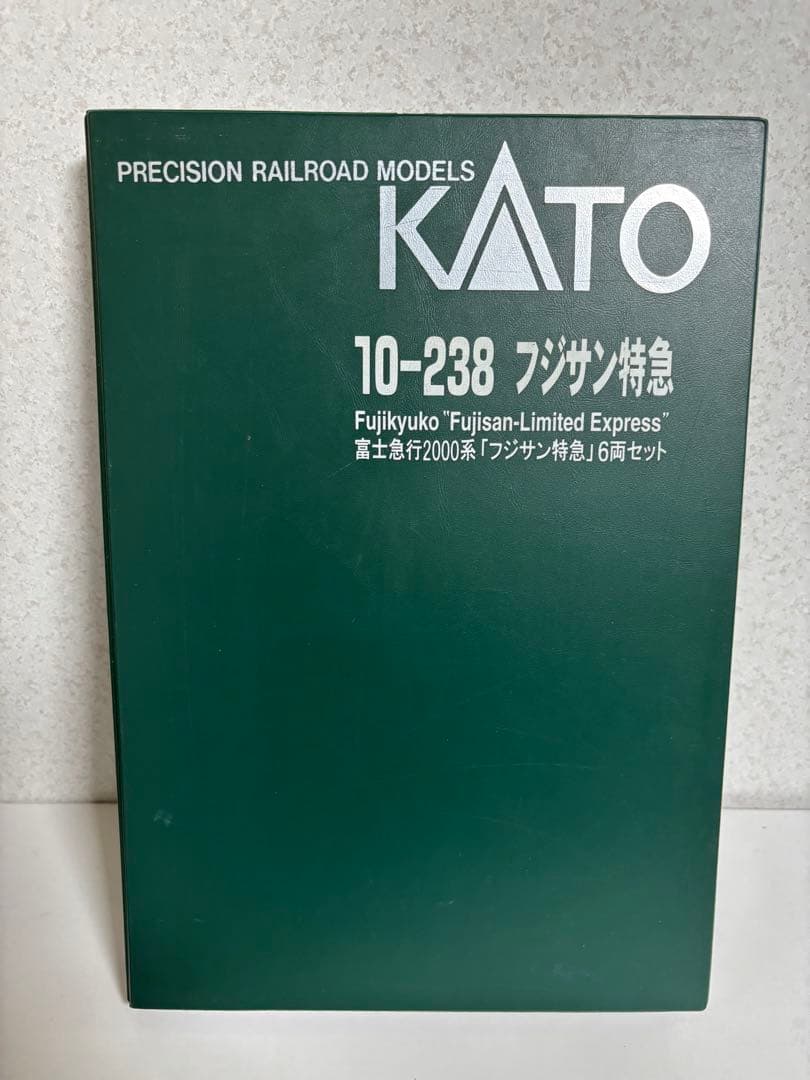 PRECISION RAILROAD MODELS
KATO
10-238 フジサン特急
Fujikyuko "Fujisan-Limited Express"
富士急行2000系「フジサン特急」6両セット